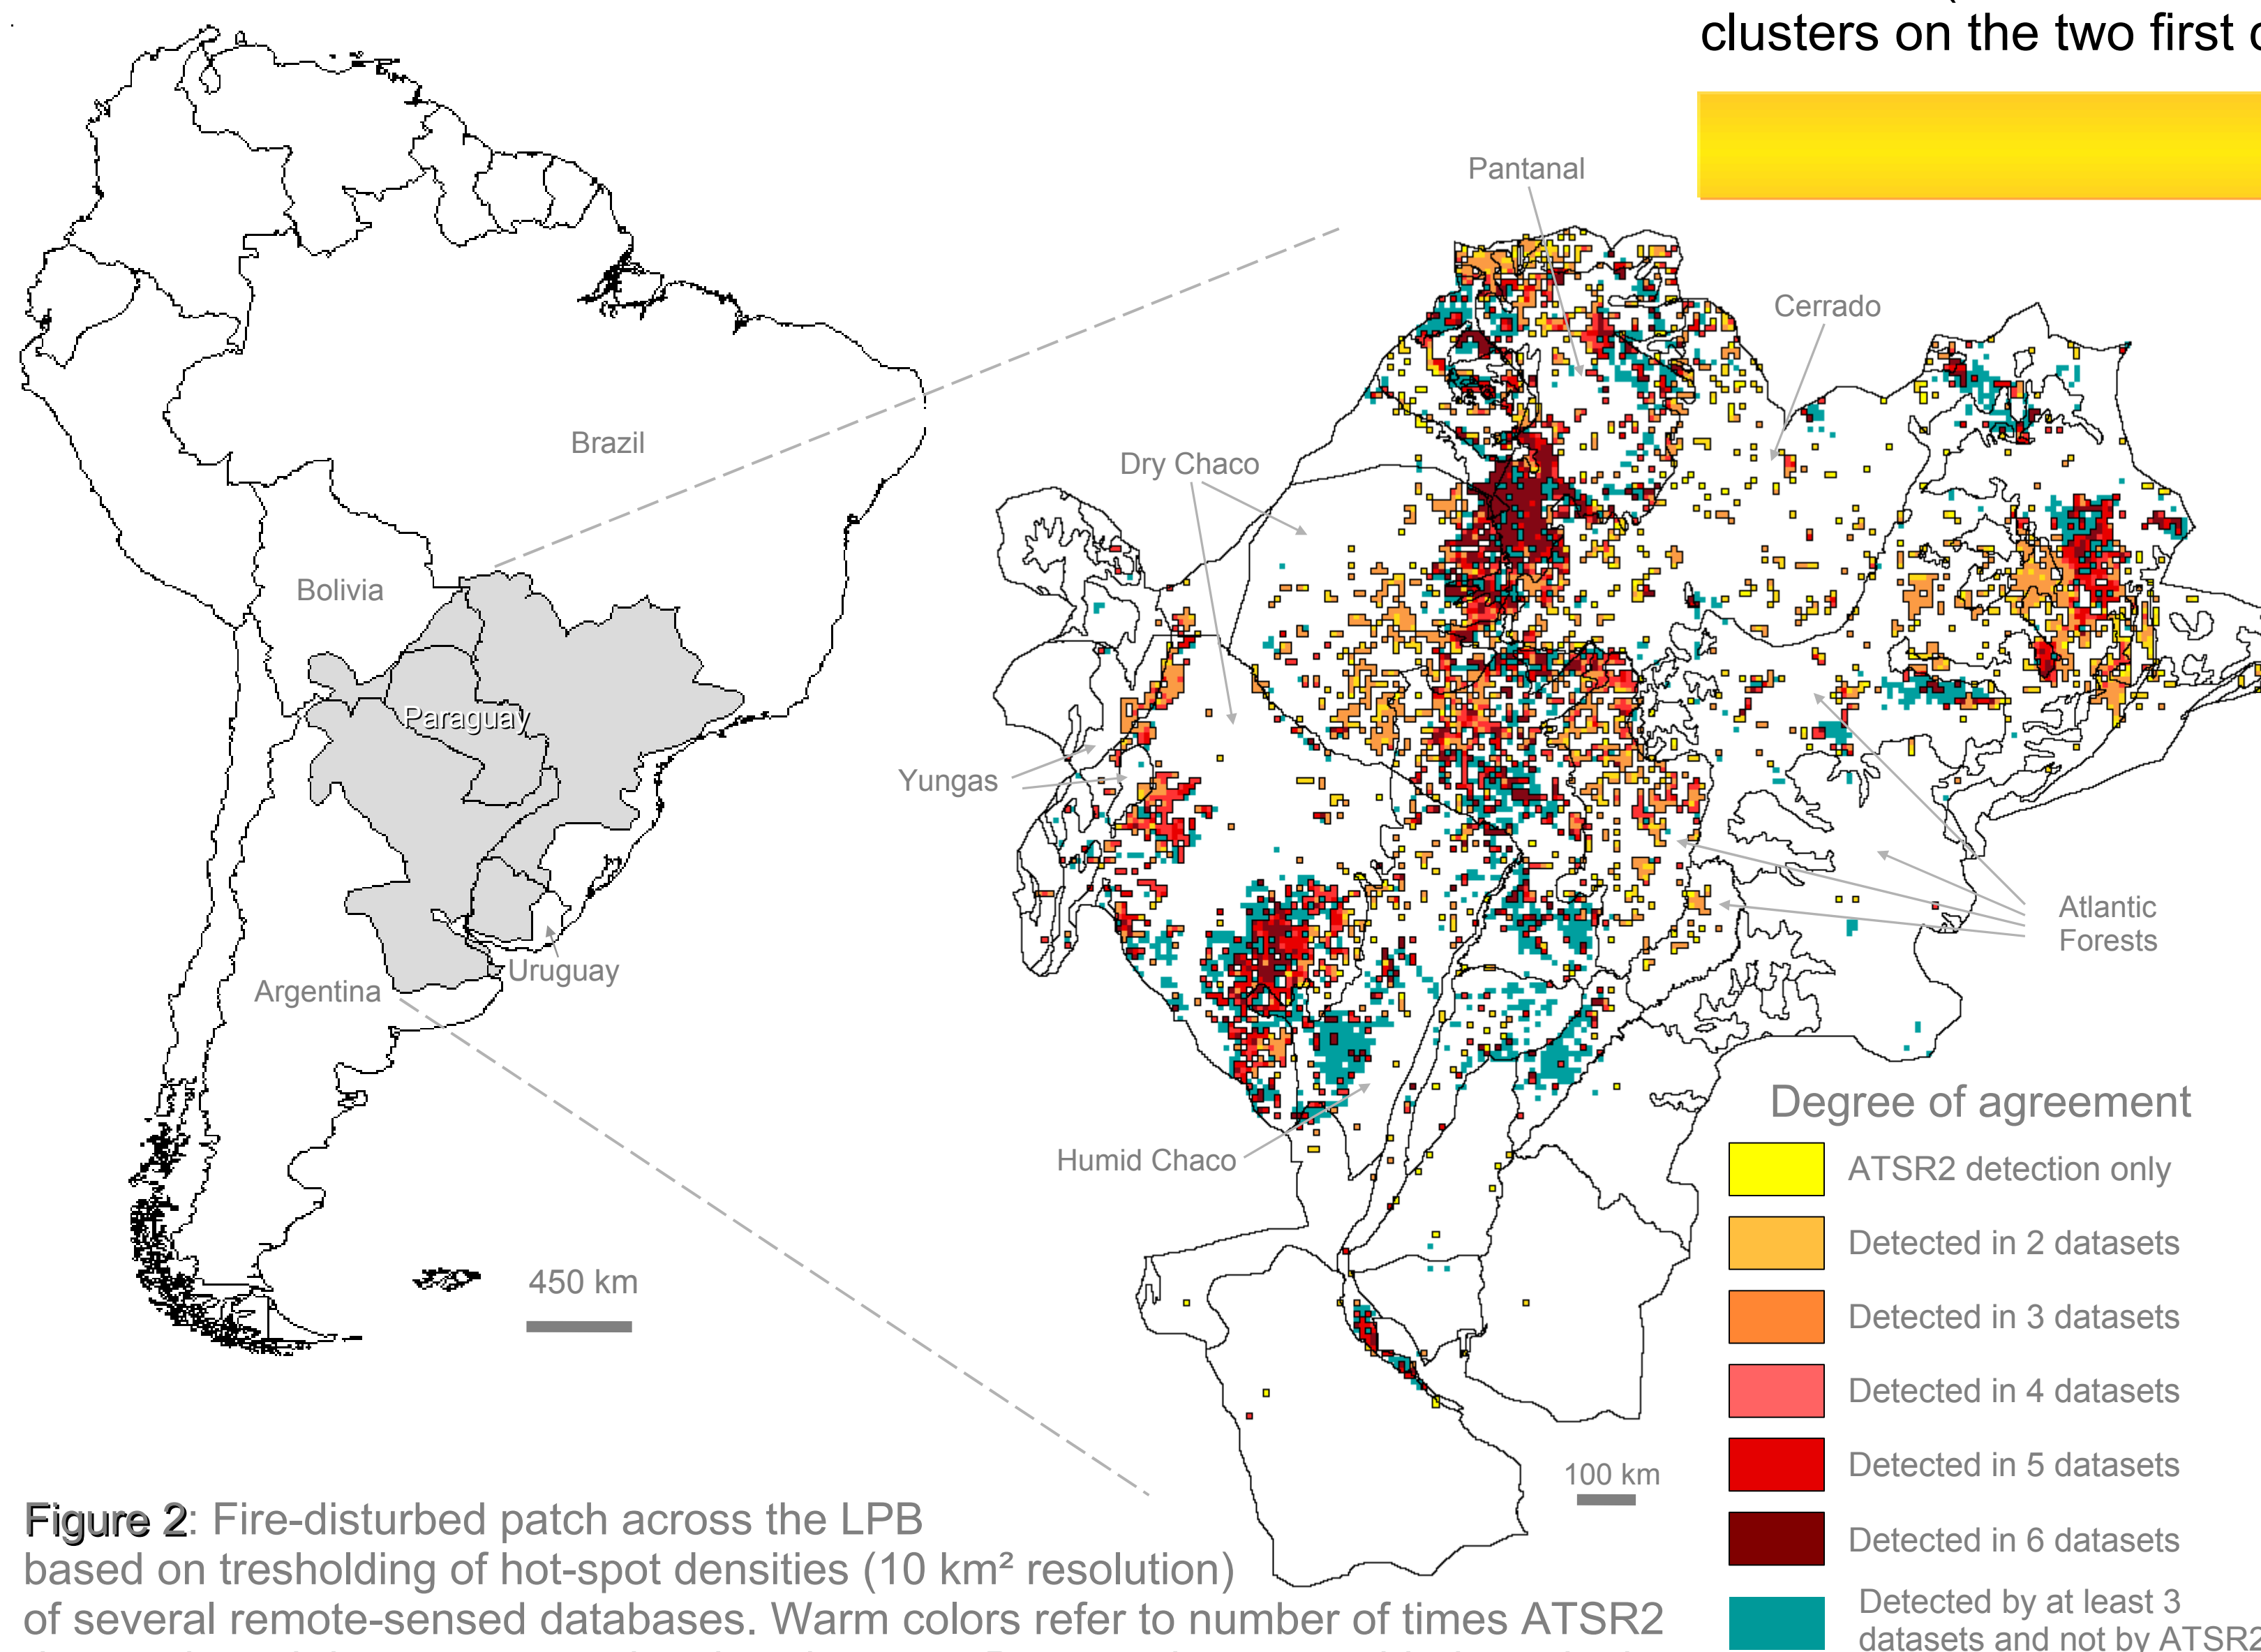 clusters on the two first
Pantanal
Cerrado
Brazil
Dry Chaco
Bolivia
Paraguay
Yungas
Atlantic
Forests
Uruguay
Argentina
Degree of agreement
Humid Chaco
ATSR2 detection only
Detected in 2 datasets
450 km
Detected in 3 datasets
Detected in 4 datasets
100 km
Detected in 5 datasets
Detected in 6 datasets
Detected by at least 3
datasets and not by ATSR2
Figure 2: Fire-disturbed patch across the LPB
based on tresholding of hot-spot densities (10 km² resolution)
of several remote-sensed databases. Warm colors refer to number of times ATSR2